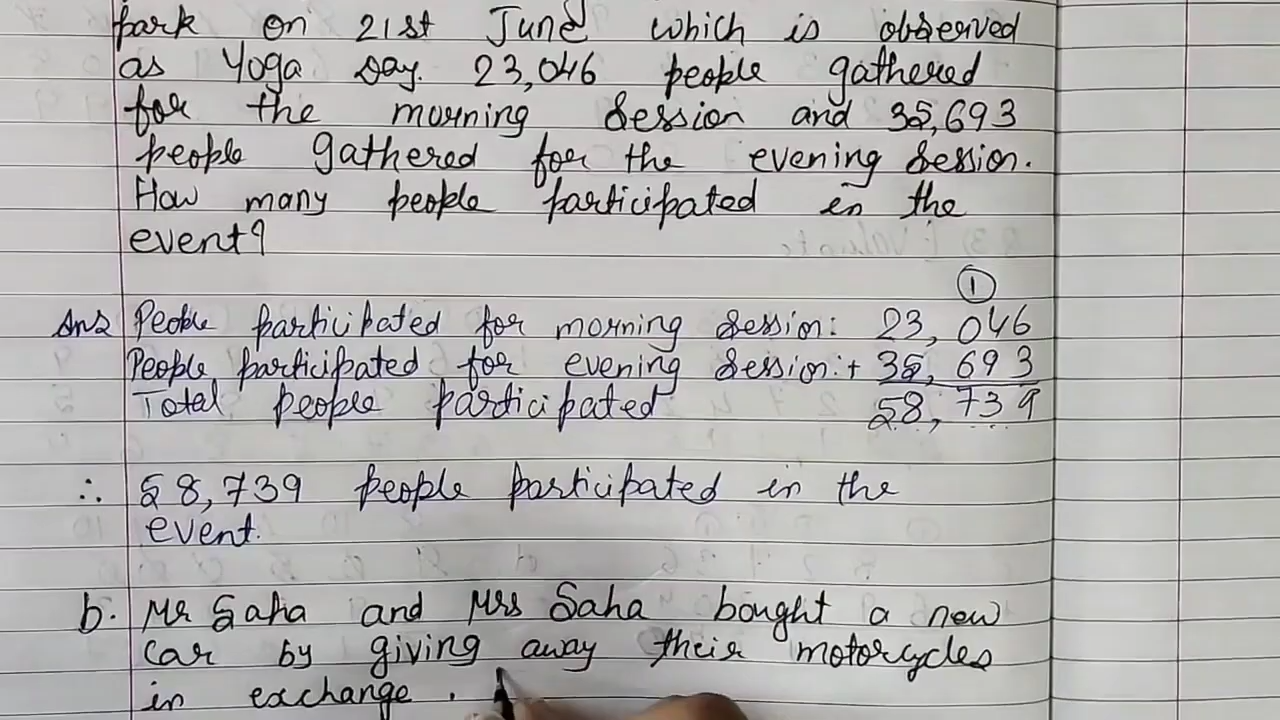 park on 21st June which is observed
as Yoga Day. 23,046 people gathered
for the morning session and 35,693
people gathered for the evening session.
How many people participated in the
event?
1
Ans People participated for morning session: 23,046
People participated for evening session: + 35,693
Total people participated 58,739
∴ 58,739 people participated in the
event.
b. Mr Saha and Mrs Saha bought a new
car by giving away their motorcycles
in exchange.